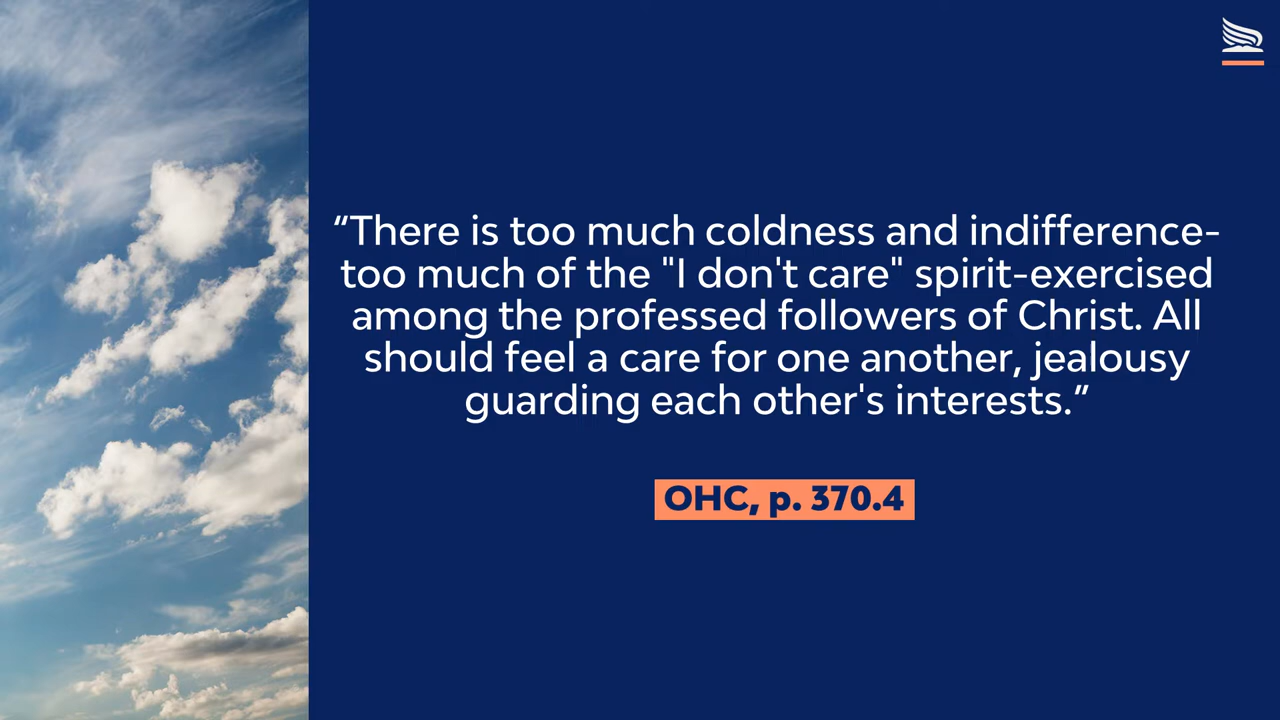 “There is too much coldness and indifference-
too much of the "I don't care" spirit-exercised
among the professed followers of Christ. All
should feel a care for one another, jealousy
guarding each other's interests.”
OHC, p. 370.4